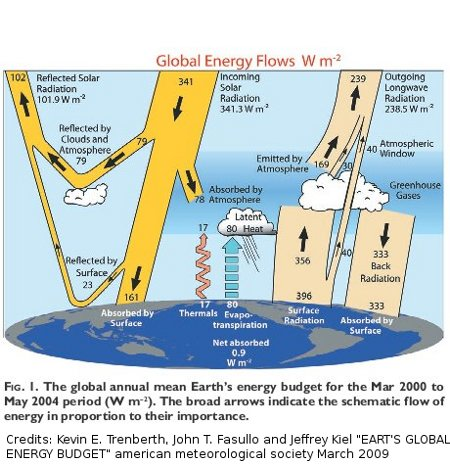 Global Energy Flows W m-2
102
Reflected Solar
Radiation
101.9 W m-2
341
Incoming
Solar
Radiation
341.3 W m-2
239
Outgoing
Longwave
Radiation
238.5 W m-2
Reflected by
Clouds and
Atmosphere
79
79
Emitted by
Atmosphere
169
30
40
Atmospheric
Window
Greenhouse
Gases
78
Absorbed by
Atmosphere
17
80
Latent
Heat
Reflected by
Surface
23
356
40
333
Back
Radiation
161
Absorbed by
Surface
17
Thermals
80
Evapo-
transpiration
396
Surface
Radiation
333
Absorbed by
Surface
Net absorbed
0.9
W m-2
FIG. 1. The global annual mean Earth's energy budget for the Mar 2000 to
May 2004 period (W m-2). The broad arrows indicate the schematic flow of
energy in proportion to their importance.
Credits: Kevin E. Trenberth, John T. Fasullo and Jeffrey Kiel "EART'S GLOBAL
ENERGY BUDGET" american meteorological society March 2009